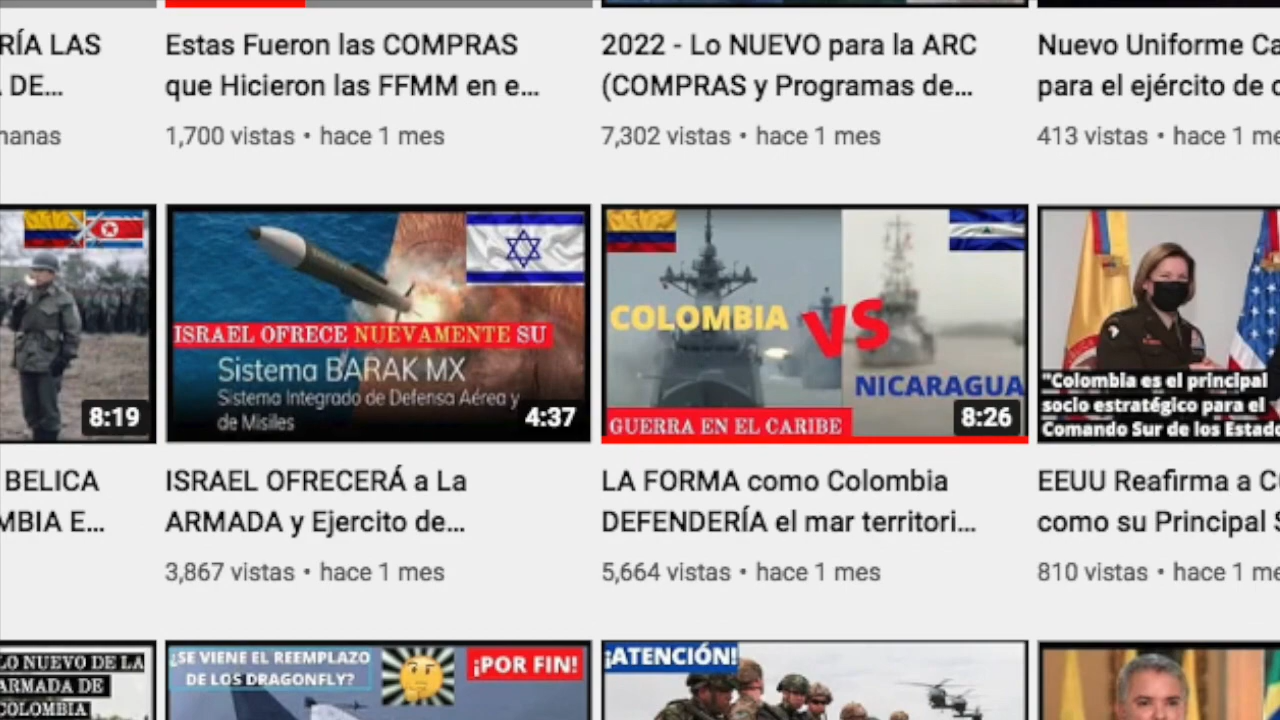 RÍA LAS
DE...
manas
Estas Fueron las COMPRAS
que Hicieron las FFMM en e...
1,700 vistas • hace 1 mes
2022 - Lo NUEVO para la ARC
(COMPRAS y Programas de...
7,302 vistas • hace 1 mes
Nuevo Uniforme Ca
para el ejército de c
413 vistas • hace 1 me
8:19
BELICA
MBIA E...
ISRAEL OFRECE NUEVAMENTE SU
Sistema BARAK MX
Sistema Integrado de Defensa Aérea y
de Misiles
4:37
ISRAEL OFRECERÁ a La
ARMADA y Ejercito de...
3,867 vistas • hace 1 mes
COLOMBIA
VS
NICARAGUA
GUERRA EN EL CARIBE
8:26
LA FORMA como Colombia
DEFENDERÍA el mar territori...
5,664 vistas • hace 1 mes
"Colombia es el principal
socio estratégico para el
Comando Sur de los Estado
EEUU Reafirma a C
como su Principal S
810 vistas • hace 1 me
LO NUEVO DE LA
ARMADA DE
COLOMBIA
¿SE VIENE EL REEMPLAZO
DE LOS DRAGONFLY?
¡POR FIN!
¡ATENCIÓN!